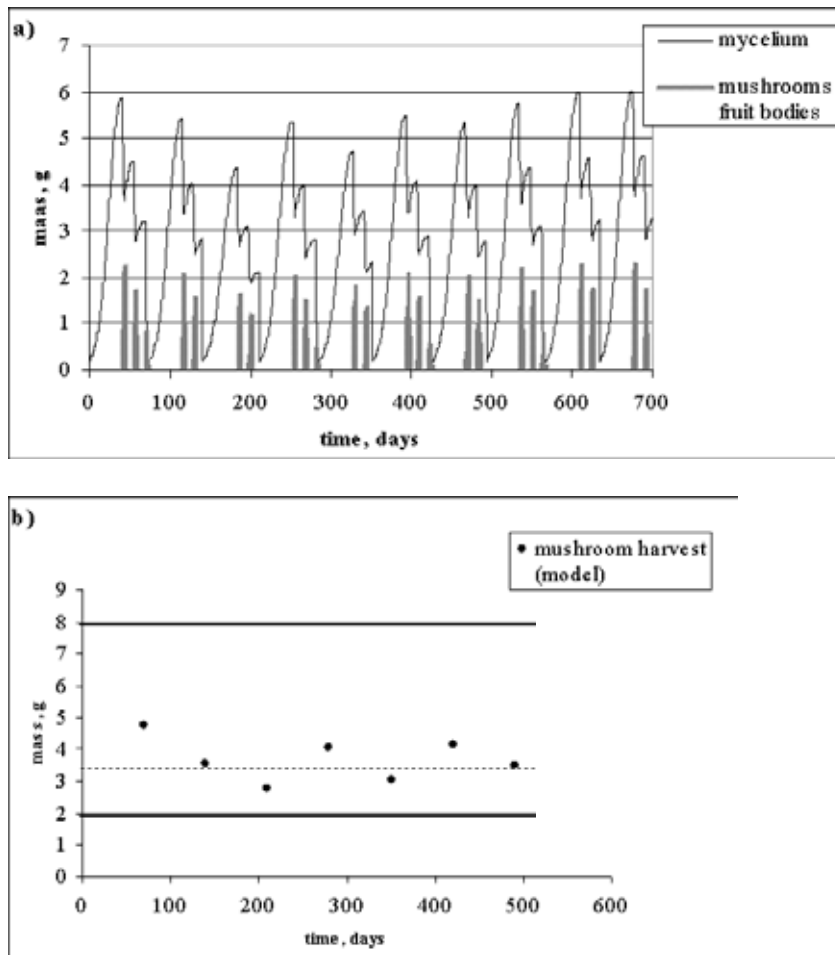 a)
mycelium
mushrooms
fruit bodies
7
6
5
4
3
2
1
0
maas, g
0 100 200 300 400 500 600 700
time, days
b)
mushroom harvest
(model)
9
8
7
6
5
4
3
2
1
0
mass, g
0 100 200 300 400 500 600
time, days